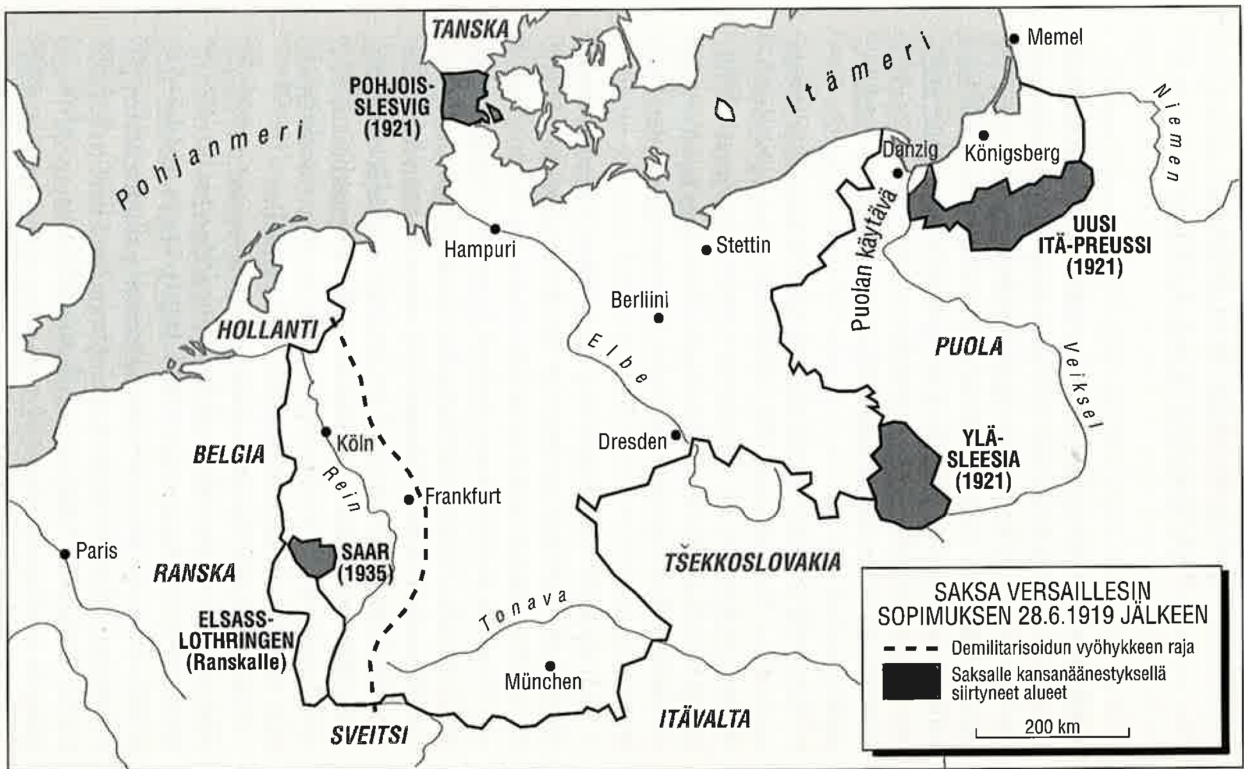 TANSKA
Memel
POHJOIS-
SLESVIG
(1921)
Itämeri
Pohjanmeri
Niemen
Danzig
Königsberg
Hampuri
Stettin
Puolan käytävä
UUSI
ITÄ-PREUSSI
(1921)
Berliini
HOLLANTI
Elbe
PUOLA
Veiksel
BELGIA
Köln
Dresden
YLÄ-
SLEESIA
(1921)
Rein
Frankfurt
Paris
RANSKA
SAAR
(1935)
TŠEKKOSLOVAKIA
ELSASS-
LOTHRINGEN
(Ranskalle)
Tonava
München
SVEITSI
ITÄVALTA
SAKSA VERSAILLESIN
SOPIMUKSEN 28.6.1919 JÄLKEEN
Demilitarisoidun vyöhykkeen raja
Saksalle kansanäänestyksellä
siirtyneet alueet
200 km